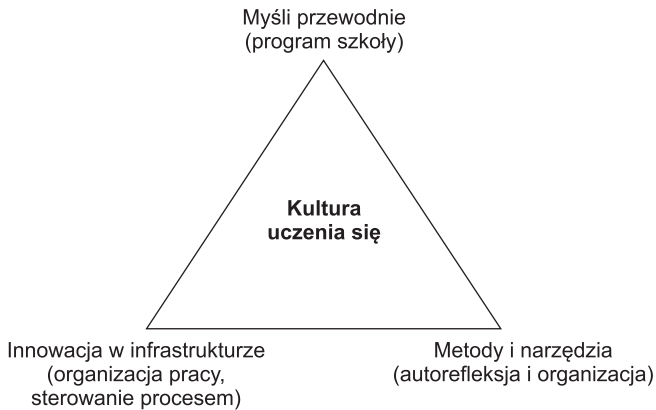 Myśli przewodnie
(program szkoły)
Kultura
uczenia się
Innowacja w infrastrukturze
(organizacja pracy,
sterowanie procesem)
Metody i narzędzia
(autorefleksja i organizacja)